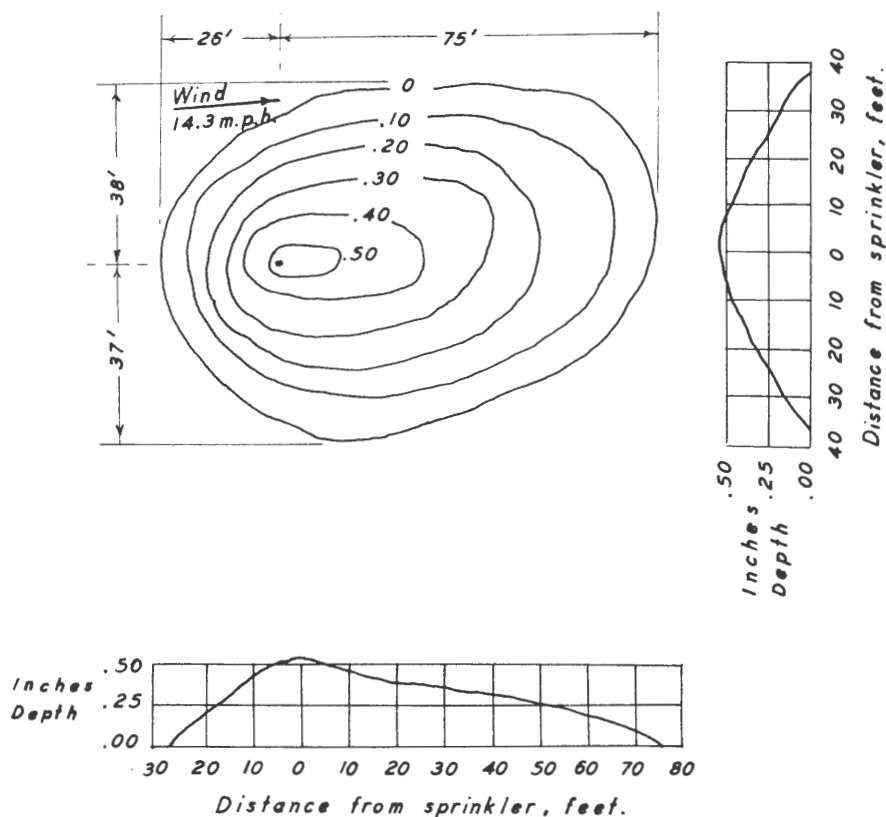 26'
75'
Wind
14.3 m.p.h.
38'
37'
0
.10
.20
.30
.40
.50
40
30
20
10
0
10
20
30
40
Distance from sprinkler, feet.
.50
.25
.00
Inches
Depth
.50
.25
.00
Inches
Depth
30 20 10 0 10 20 30 40 50 60 70 80
Distance from sprinkler, feet.